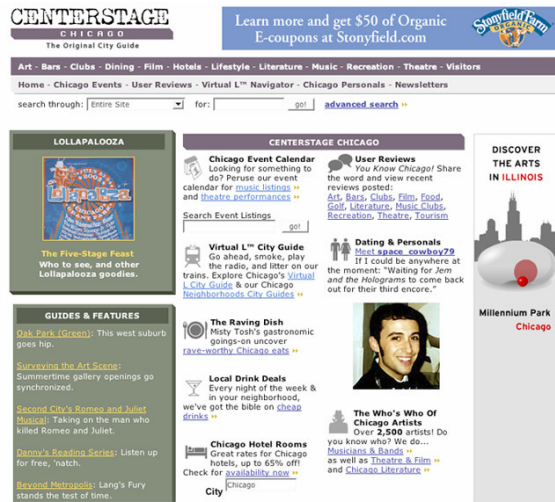 CENTERSTAGE
CHICAGO
The Original City Guide
Learn more and get $50 of Organic
E-coupons at Stonyfield.com
Stonyfield Farm
ORGANIC
Art - Bars - Clubs - Dining - Film - Hotels - Lifestyle - Literature - Music - Recreation - Theatre - Visitors
Home - Chicago Events - User Reviews - Virtual L™ Navigator - Chicago Personals - Newsletters
search through: Entire Site for: go! advanced search »
LOLLAPALOOZA
Lollapalooza
The Five-Stage Feast
Who to see, and other
Lollapalooza goodies.
GUIDES & FEATURES
Oak Park (Green): This west suburb
goes hip.
Surveying the Art Scene:
Summertime gallery openings go
synchronized.
Second City's Romeo and Juliet
Musical: Taking on the man who
killed Romeo and Juliet.
Danny's Reading Series: Listen up
for free, 'natch.
Beyond Metropolis: Lang's Fury
stands the test of time.
CENTERSTAGE CHICAGO
Chicago Event Calendar
Looking for something to
do? Peruse our event
calendar for music listings »
and theatre performances »
Search Event Listings
go!
Virtual L™ City Guide
Go ahead, smoke, play
the radio, and litter on our
trains. Explore Chicago's Virtual
L City Guide & our Chicago
Neighborhoods City Guides »
The Raving Dish
Misty Tosh's gastronomic
goings-on uncover
rave-worthy Chicago eats »
Local Drink Deals
Every night of the week &
in your neighborhood,
we've got the bible on cheap
drinks »
Chicago Hotel Rooms
Great rates for Chicago
hotels, up to 65% off!
Check for availability now »
City Chicago
User Reviews
You Know Chicago! Share
the word and view recent
reviews posted:
Art, Bars, Clubs, Film, Food,
Golf, Literature, Music Clubs,
Recreation, Theatre, Tourism
Dating & Personals
Meet space_cowboy79
If I could be anywhere at
the moment: "Waiting for Jem
and the Holograms to come back
out for their third encore."
The Who's Who Of
Chicago Artists
Over 2,500 artists! Do
you know who? We do...
Musicians & Bands »
as well as Theatre & Film »
and Chicago Literature »
DISCOVER
THE ARTS
IN ILLINOIS
Millennium Park
Chicago